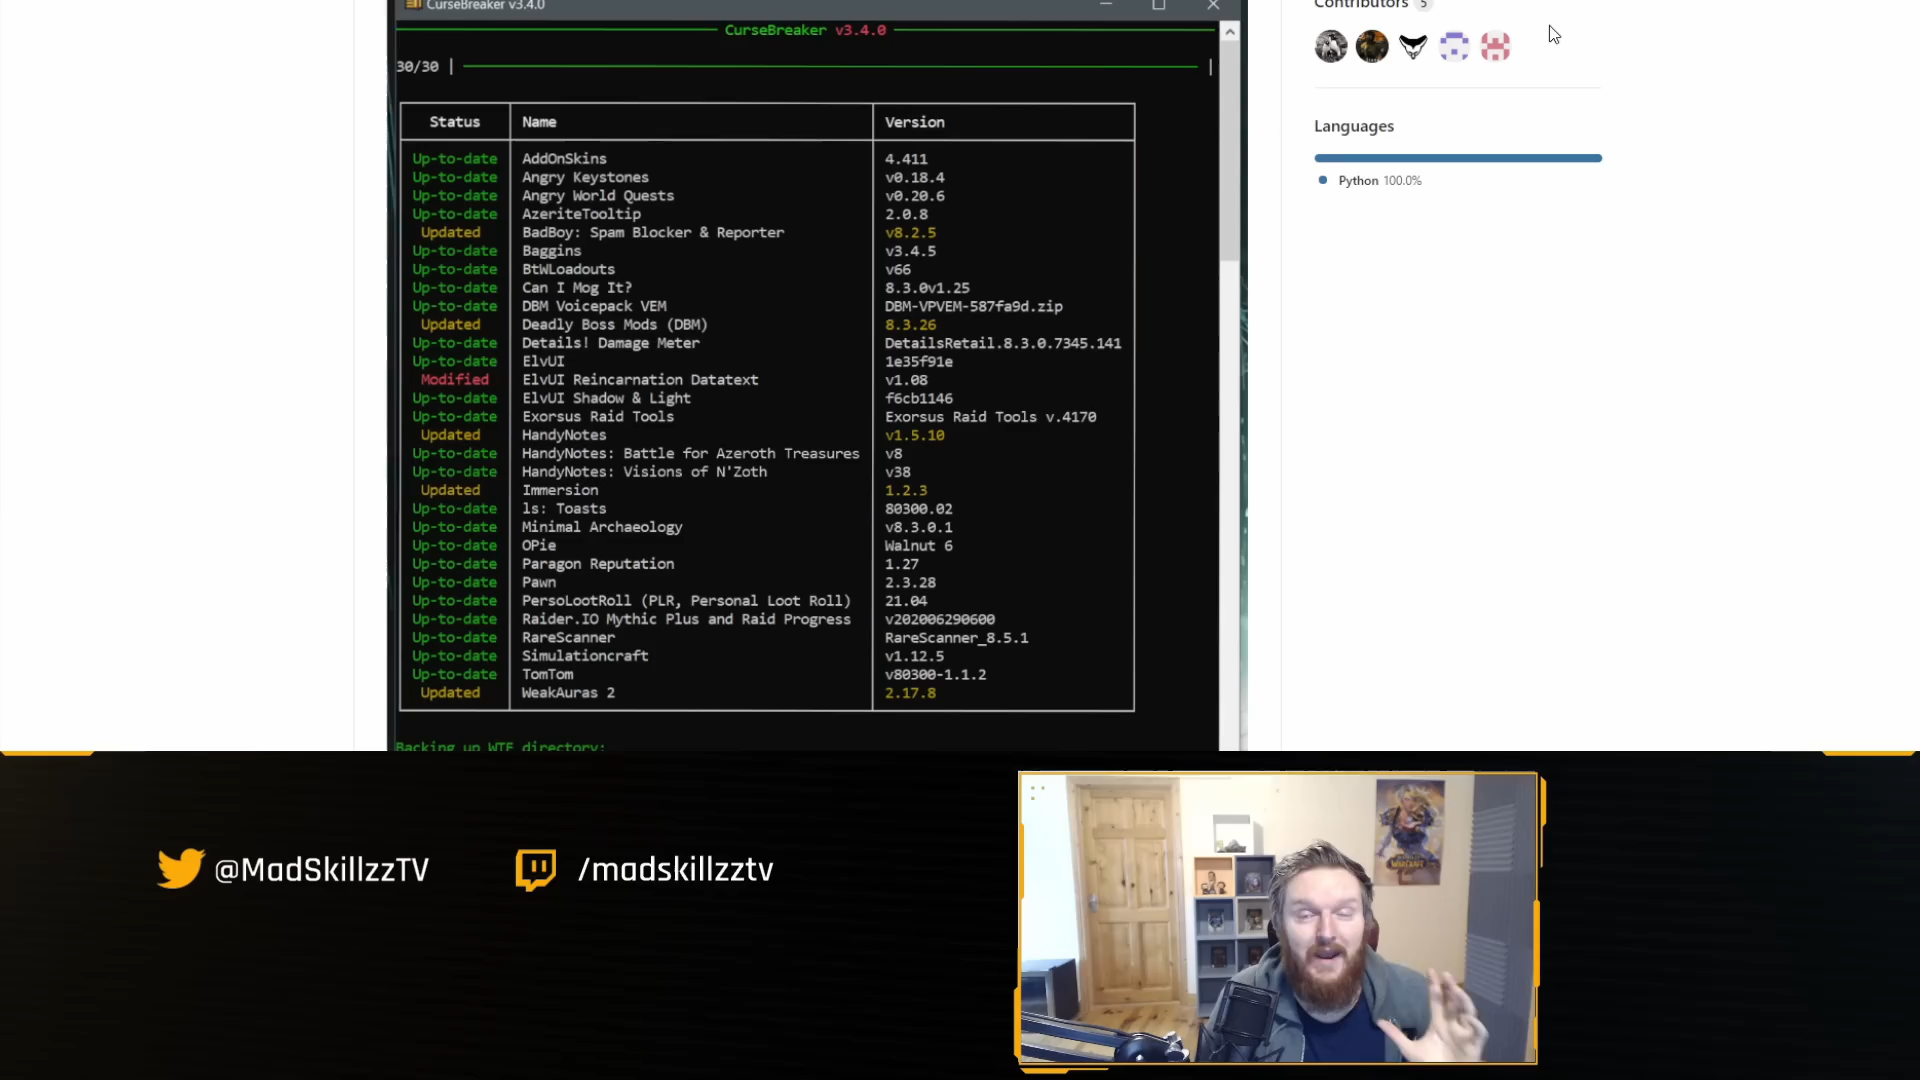 CurseBreaker v3.4.0
Contributors 5
CurseBreaker v3.4.0
30/30
Status Name Version
Up-to-date AddOnSkins 4.411
Up-to-date Angry Keystones v0.18.4
Up-to-date Angry World Quests v0.20.6
Up-to-date AzeriteTooltip 2.0.8
Updated BadBoy: Spam Blocker & Reporter v8.2.5
Up-to-date Baggins v3.4.5
Up-to-date BtWLoadouts v66
Up-to-date Can I Mog It? 8.3.0v1.25
Up-to-date DBM Voicepack VEM DBM-VPVEM-587fa9d.zip
Updated Deadly Boss Mods (DBM) 8.3.26
Up-to-date Details! Damage Meter DetailsRetail.8.3.0.7345.141
Up-to-date ElvUI 1e35f91e
Modified ElvUI Reincarnation Datatext v1.08
Up-to-date ElvUI Shadow & Light f6cb1146
Up-to-date Exorsus Raid Tools Exorsus Raid Tools v.4170
Updated HandyNotes v1.5.10
Up-to-date HandyNotes: Battle for Azeroth Treasures v8
Up-to-date HandyNotes: Visions of N'Zoth v38
Updated Immersion 1.2.3
Up-to-date ls: Toasts 80300.02
Up-to-date Minimal Archaeology v8.3.0.1
Up-to-date OPie Walnut 6
Up-to-date Paragon Reputation 1.27
Up-to-date Pawn 2.3.28
Up-to-date PersoLootRoll (PLR, Personal Loot Roll) 21.04
Up-to-date Raider.IO Mythic Plus and Raid Progress v202006290600
Up-to-date RareScanner RareScanner_8.5.1
Up-to-date Simulationcraft v1.12.5
Up-to-date TomTom v80300-1.1.2
Updated WeakAuras 2 2.17.8
Backing up WTF directory:
Languages
Python 100.0%
@MadSkillzzTV
/madskillzztv
WARCRAFT